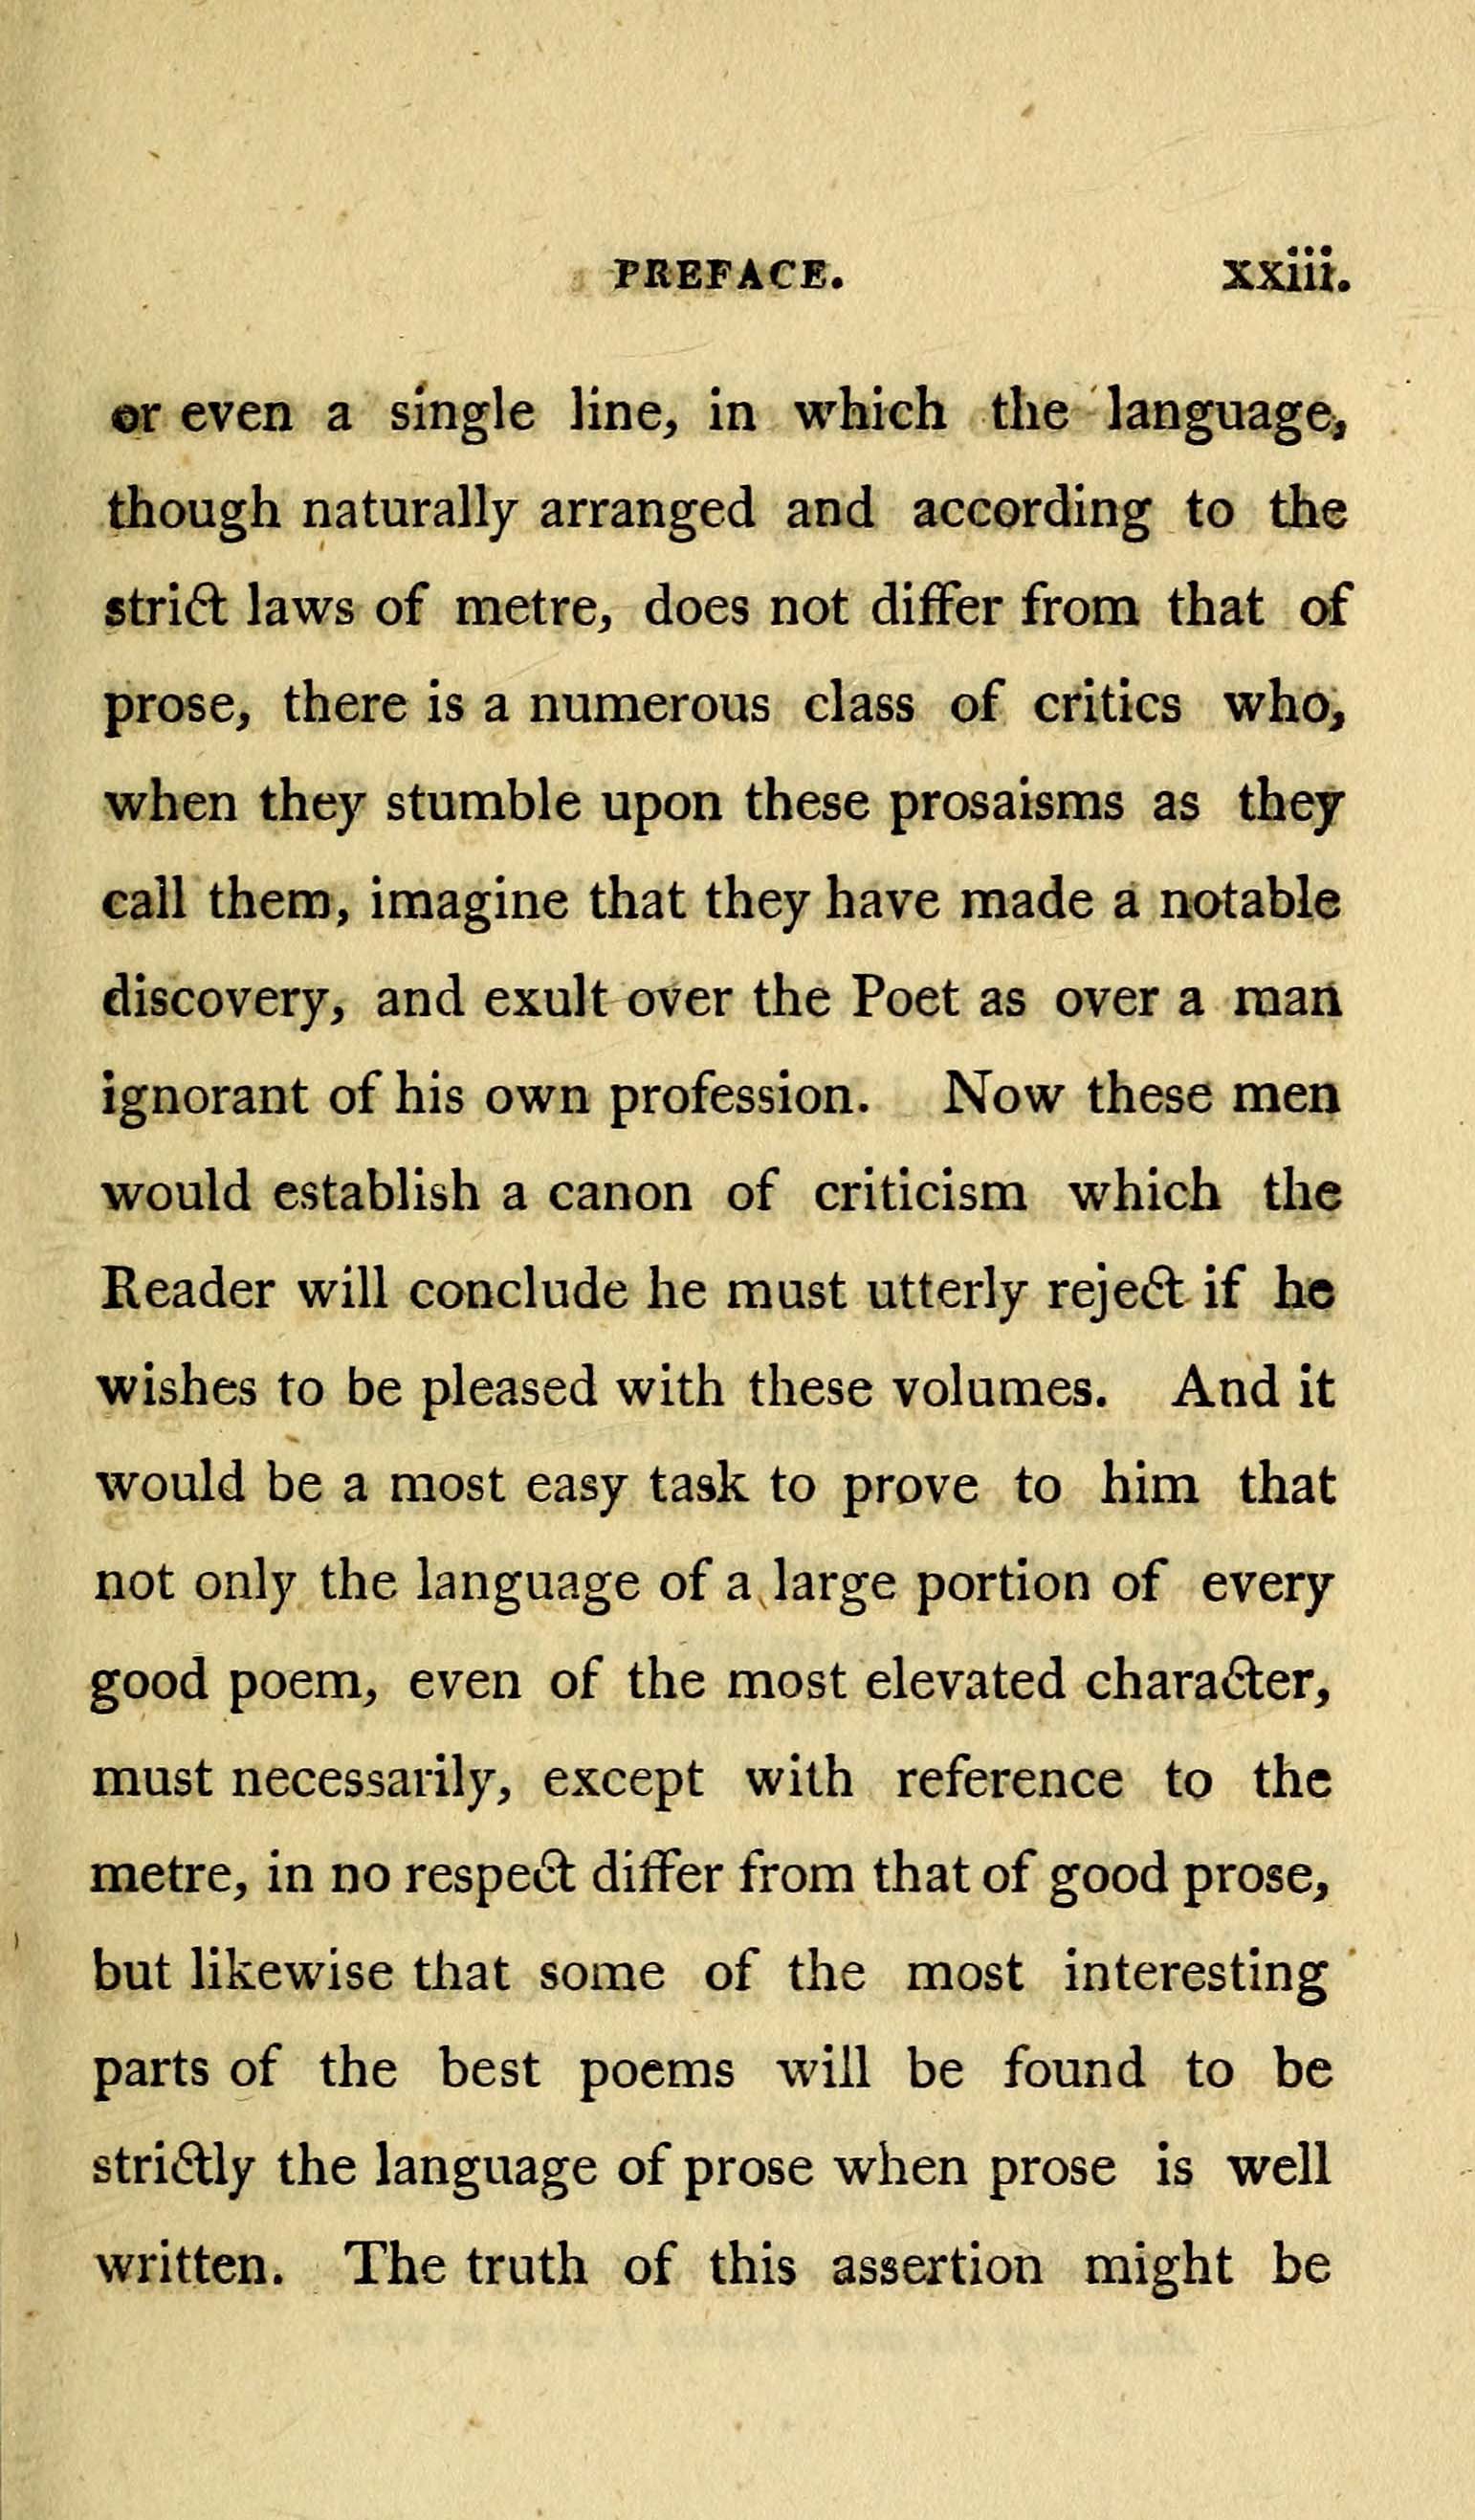 PREFACE. xxiii.
or even a single line, in which the language,
though naturally arranged and according to the
strict laws of metre, does not differ from that of
prose, there is a numerous class of critics who,
when they stumble upon these prosaisms as they
call them, imagine that they have made a notable
discovery, and exult over the Poet as over a man
ignorant of his own profession. Now these men
would establish a canon of criticism which the
Reader will conclude he must utterly reject if he
wishes to be pleased with these volumes. And it
would be a most easy task to prove to him that
not only the language of a large portion of every
good poem, even of the most elevated character,
must necessarily, except with reference to the
metre, in no respect differ from that of good prose,
but likewise that some of the most interesting
parts of the best poems will be found to be
strictly the language of prose when prose is well
written. The truth of this assertion might be